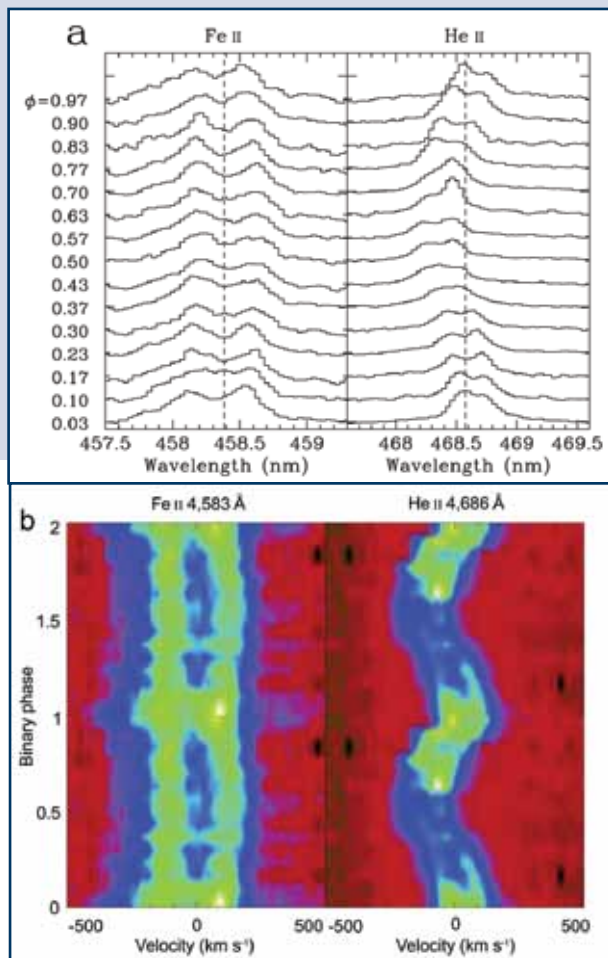 a
Fe II
He II
ϕ=0.97
0.90
0.83
0.77
0.70
0.63
0.57
0.50
0.43
0.37
0.30
0.23
0.17
0.10
0.03
457.5 458 458.5 459
468 468.5 469 469.5
Wavelength (nm)
Wavelength (nm)
b
Fe II 4,583 Å
He II 4,686 Å
Binary phase
2
1.5
1
0.5
0
-500 0 500
-500 0 500
Velocity (km s⁻¹)
Velocity (km s⁻¹)